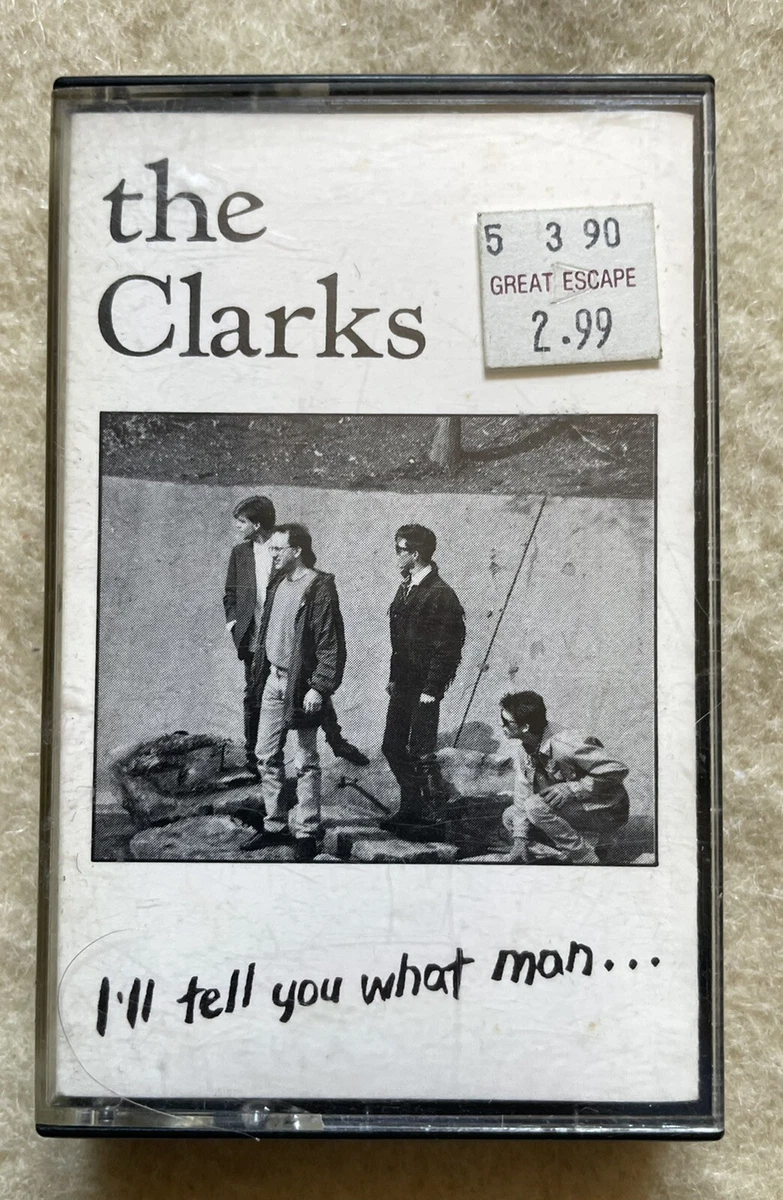 the
Clarks
5 3 90
GREAT ESCAPE
2.99
I'll tell you what man...